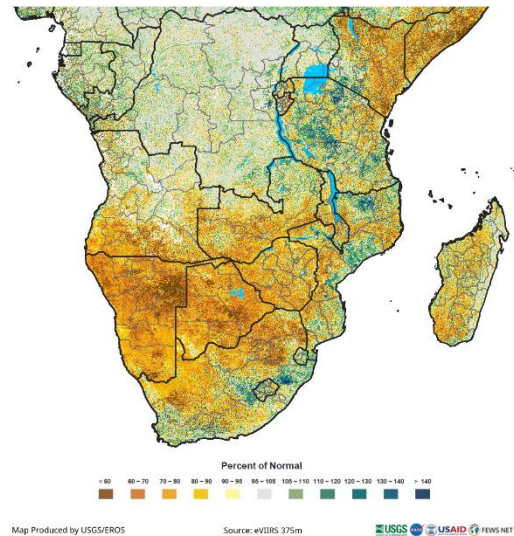 Percent of Normal
< 60 60 – 70 70 – 80 80 – 90 90 – 95 95 – 105 105 – 110 110 – 120 120 – 130 130 – 140 > 140
Map Produced by USGS/EROS Source: eVIIRS 375m USGS NASA USAID FEWS NET